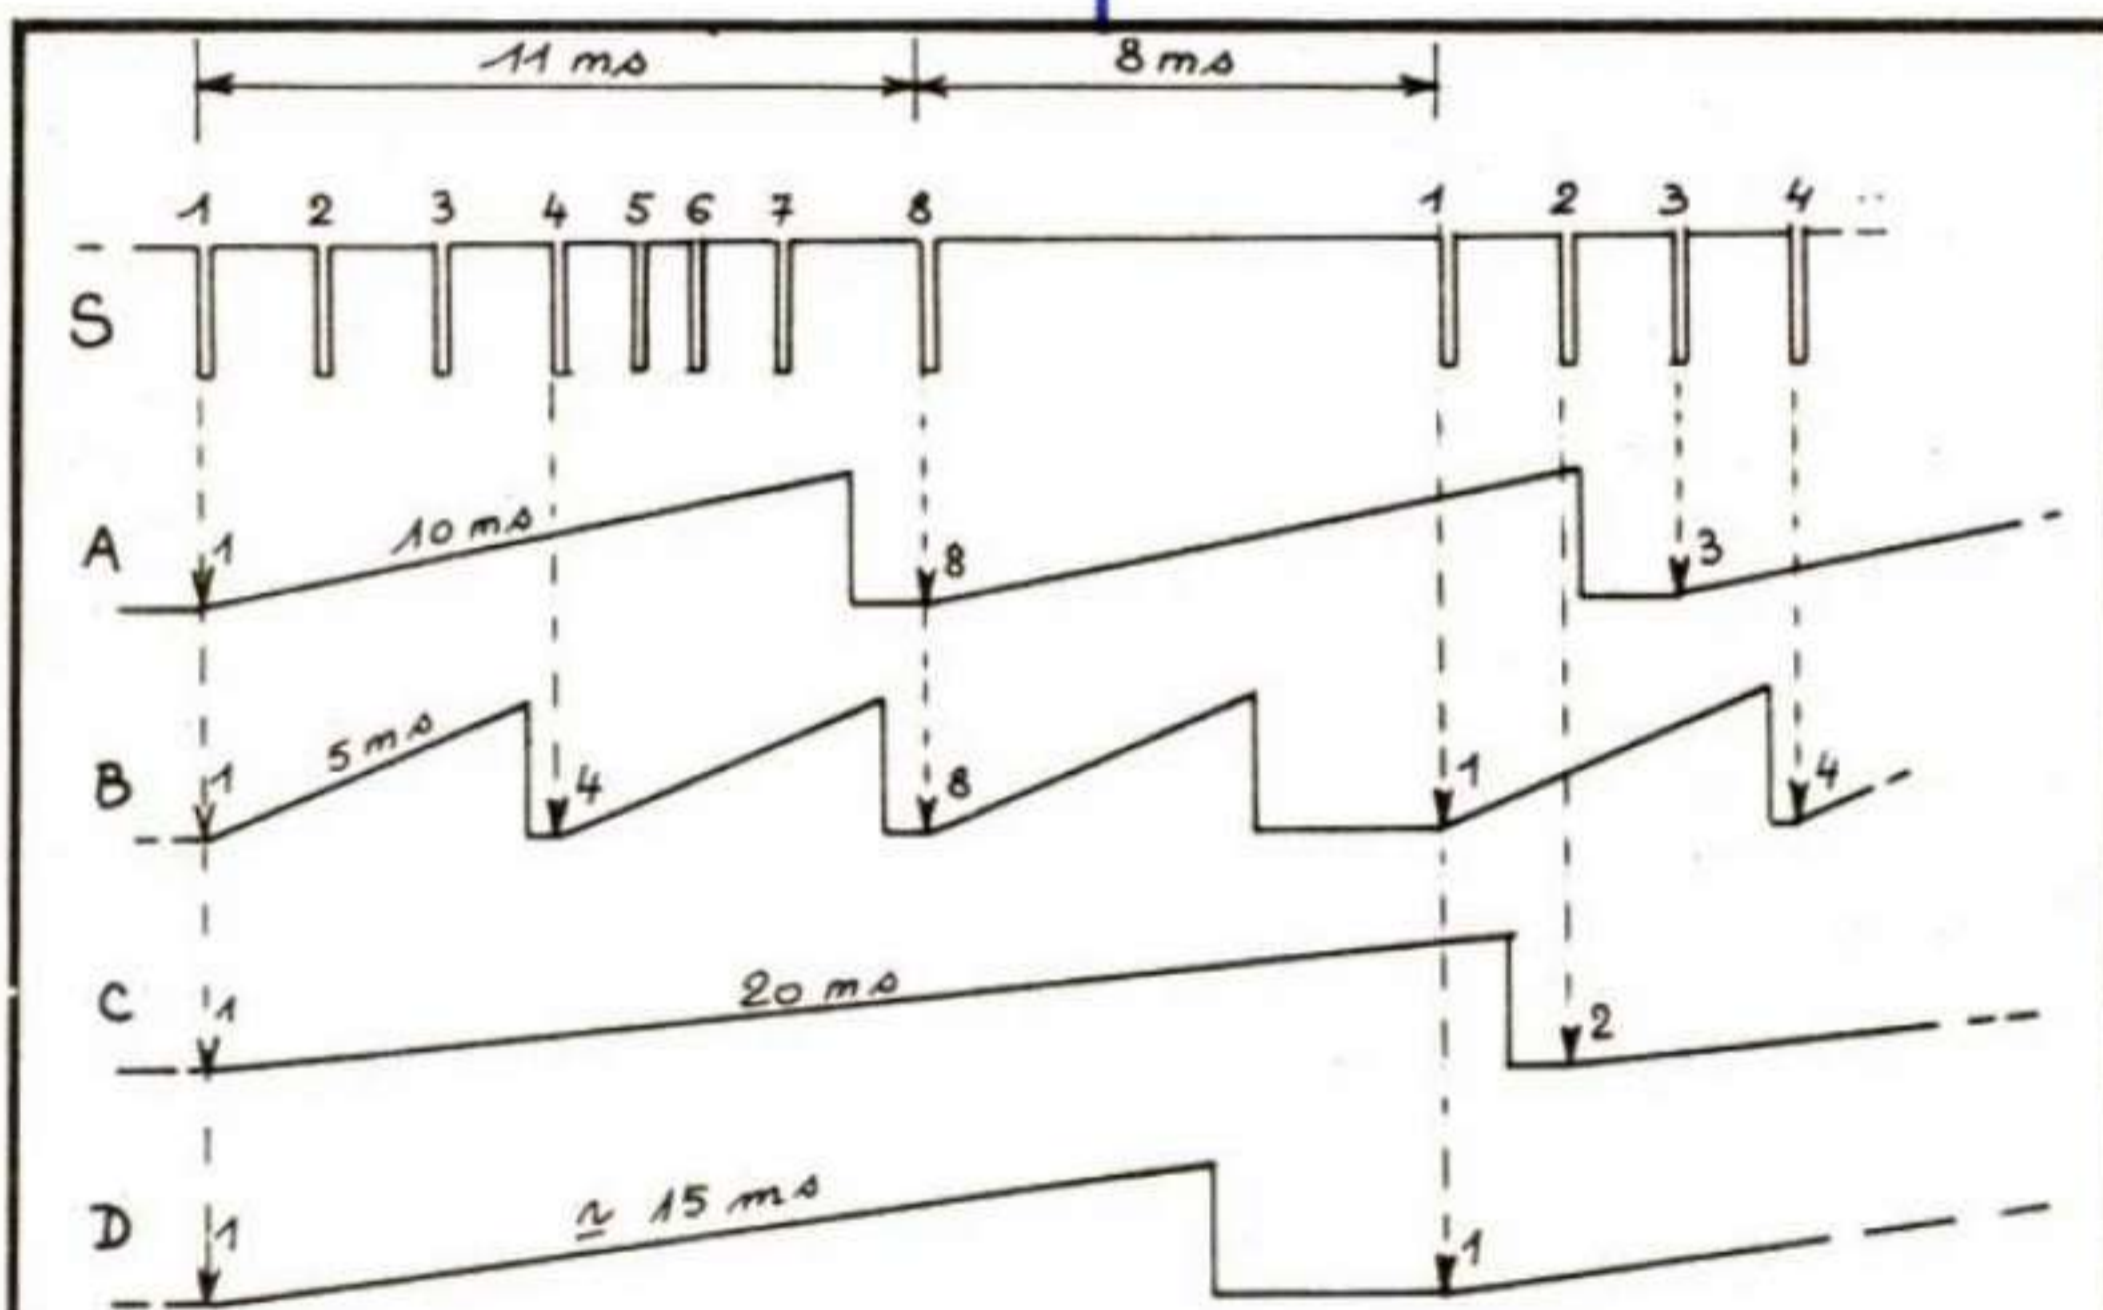 11 ms 8 ms
1 2 3 4 5 6 7 8 1 2 3 4 ..
S
A 1 10 ms 8 3
B 1 5 ms 4 8 1 4
C 1 20 ms 2
D 1 ≃ 15 ms 1